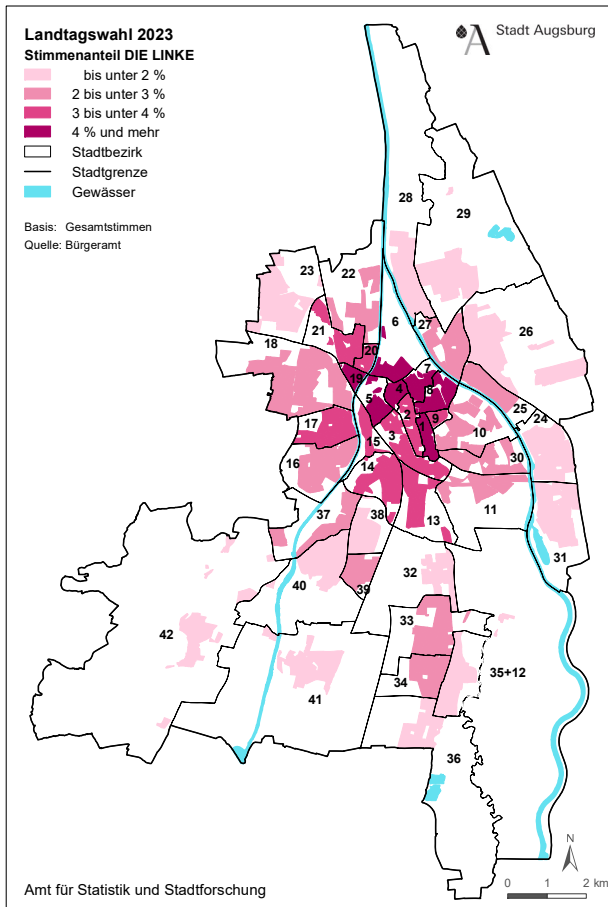 Landtagswahl 2023
Stimmenanteil DIE LINKE
bis unter 2 %
2 bis unter 3 %
3 bis unter 4 %
4 % und mehr
Stadtbezirk
Stadtgrenze
Gewässer
Basis: Gesamtstimmen
Quelle: Bürgeramt
Stadt Augsburg
28
29
23
22
6
27
21
26
18
20
7
19
4
8
5
2
9
25
24
17
1
10
3
15
30
16
14
11
37
38
13
31
32
40
39
33
42
35+12
34
41
36
N
0 1 2 km
Amt für Statistik und Stadtforschung